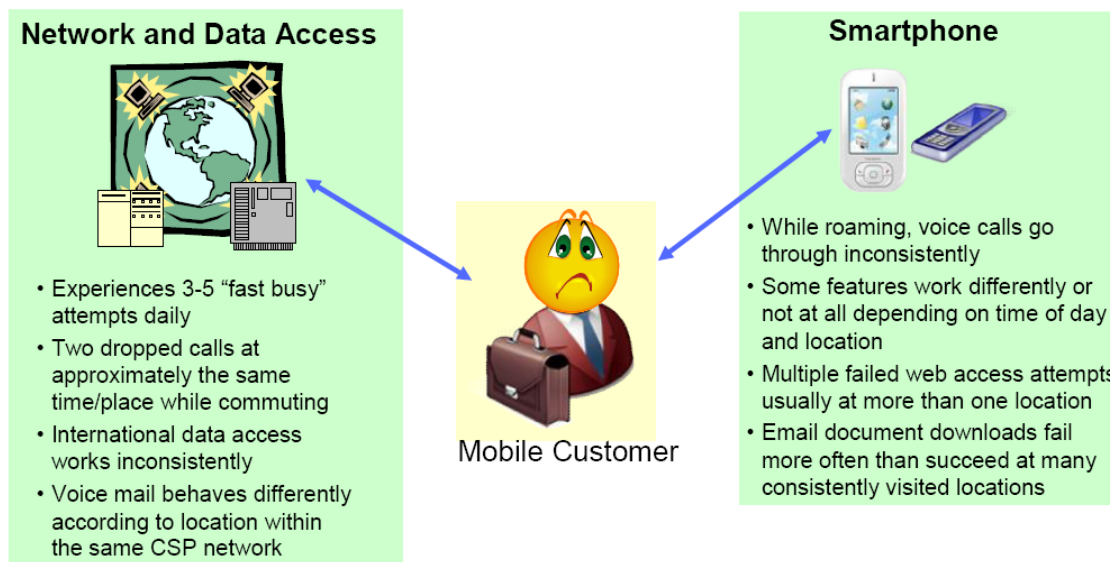 Network and Data Access
• Experiences 3-5 “fast busy”
attempts daily
• Two dropped calls at
approximately the same
time/place while commuting
• International data access
works inconsistently
• Voice mail behaves differently
according to location within
the same CSP network
Mobile Customer
Smartphone
• While roaming, voice calls go
through inconsistently
• Some features work differently or
not at all depending on time of day
and location
• Multiple failed web access attempts
usually at more than one location
• Email document downloads fail
more often than succeed at many
consistently visited locations